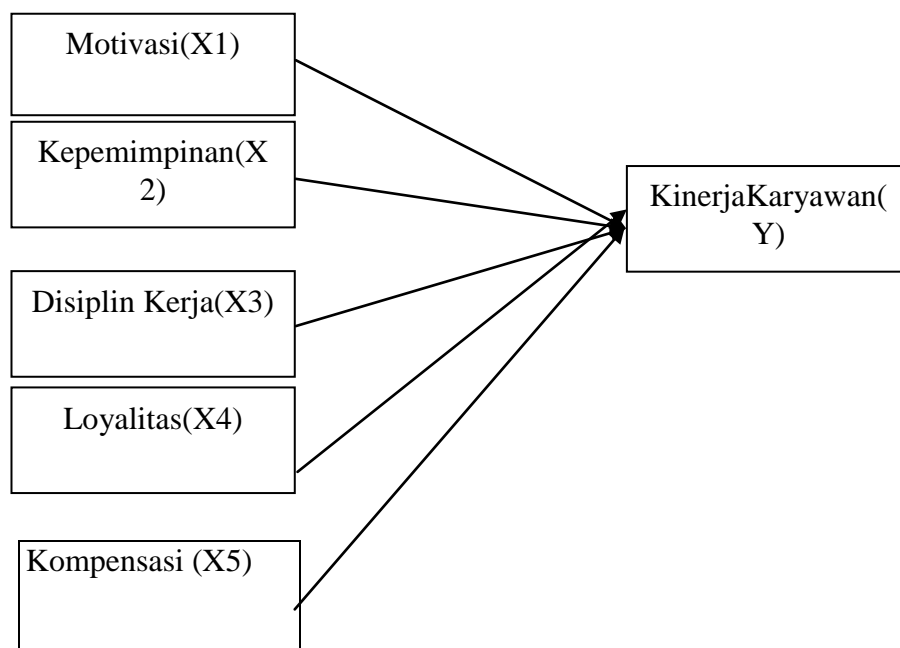 Motivasi(X1)
Kepemimpinan(X
2)
KinerjaKaryawan(
Y)
Disiplin Kerja(X3)
Loyalitas(X4)
Kompensasi (X5)